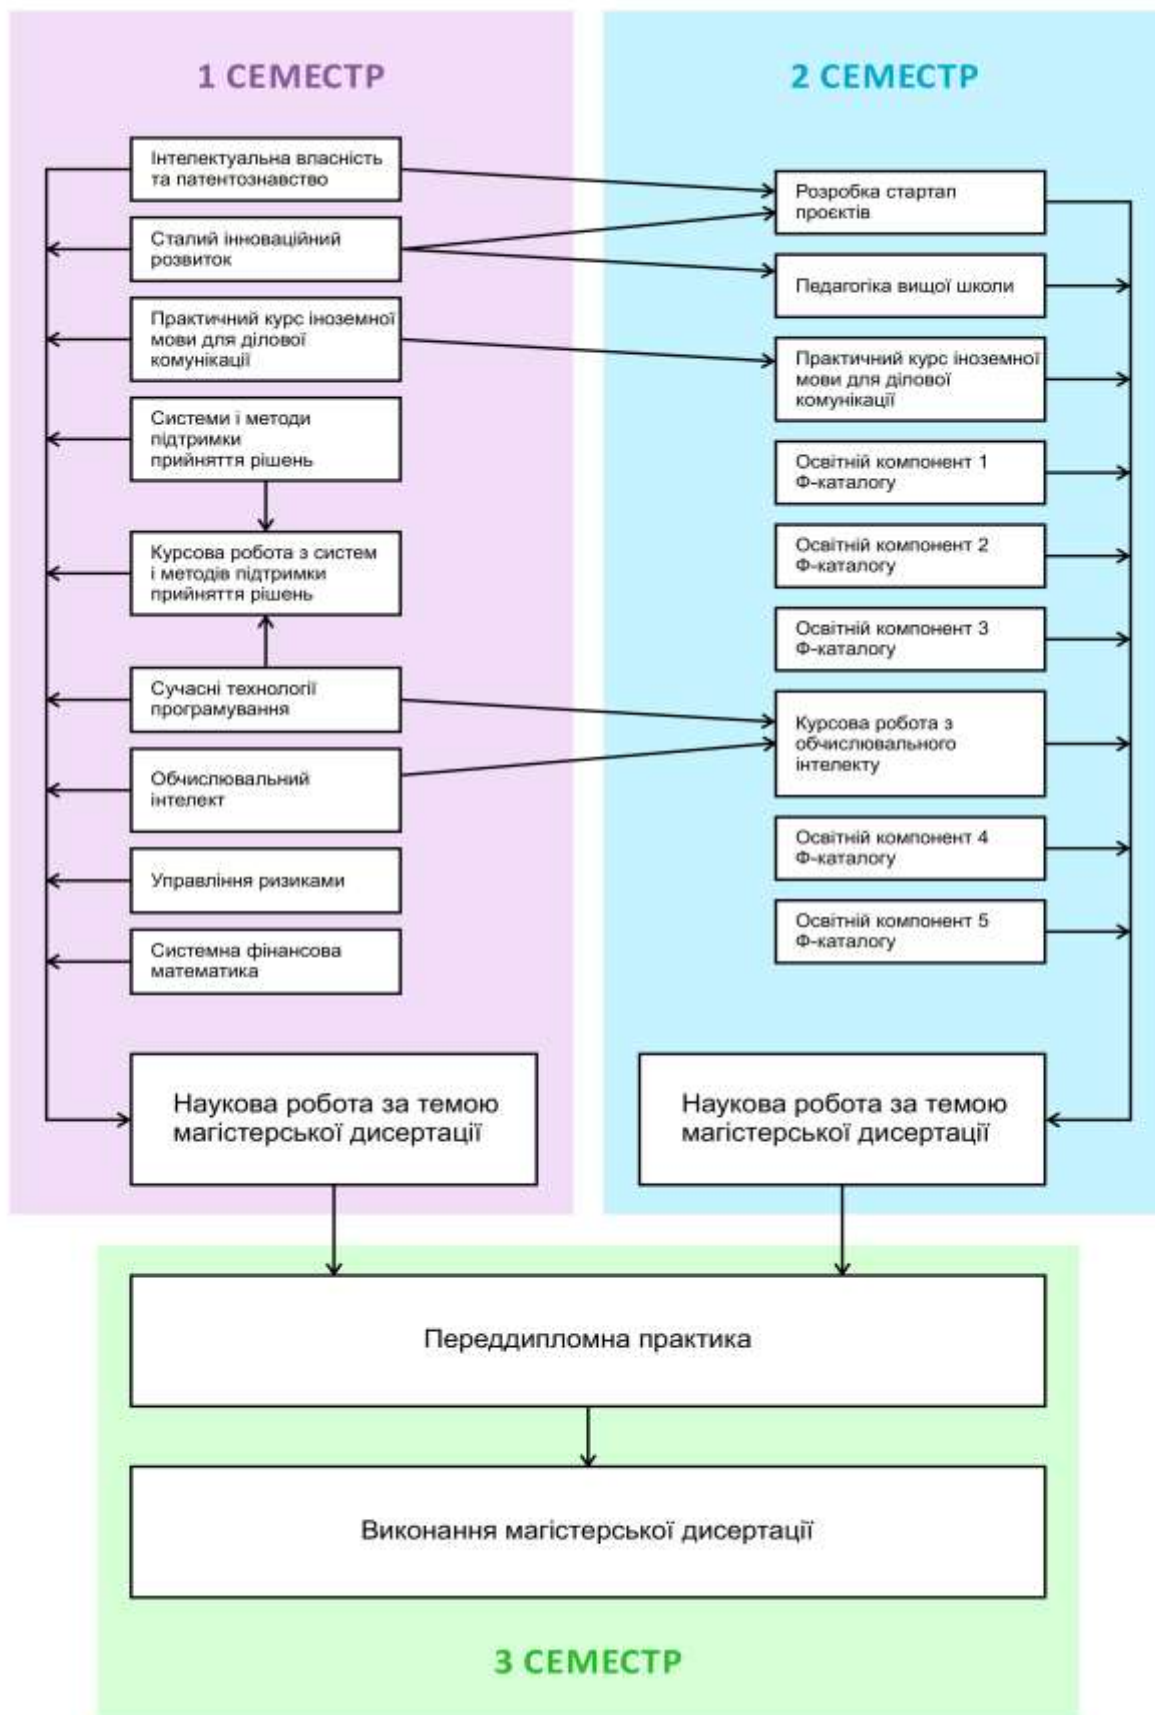 1 СЕМЕСТР
Інтелектуальна власність
та патентознавство
Сталий інноваційний
розвиток
Практичний курс іноземної
мови для ділової
комунікації
Системи і методи
підтримки
прийняття рішень
Курсова робота з систем
і методів підтримки
прийняття рішень
Сучасні технології
програмування
Обчислювальний
інтелект
Управління ризиками
Системна фінансова
математика
Наукова робота за темою
магістерської дисертації
2 СЕМЕСТР
Розробка стартап
проєктів
Педагогіка вищої школи
Практичний курс іноземної
мови для ділової
комунікації
Освітній компонент 1
Ф-каталогу
Освітній компонент 2
Ф-каталогу
Освітній компонент 3
Ф-каталогу
Курсова робота з
обчислювального
інтелекту
Освітній компонент 4
Ф-каталогу
Освітній компонент 5
Ф-каталогу
Наукова робота за темою
магістерської дисертації
Переддипломна практика
Виконання магістерської дисертації
3 СЕМЕСТР